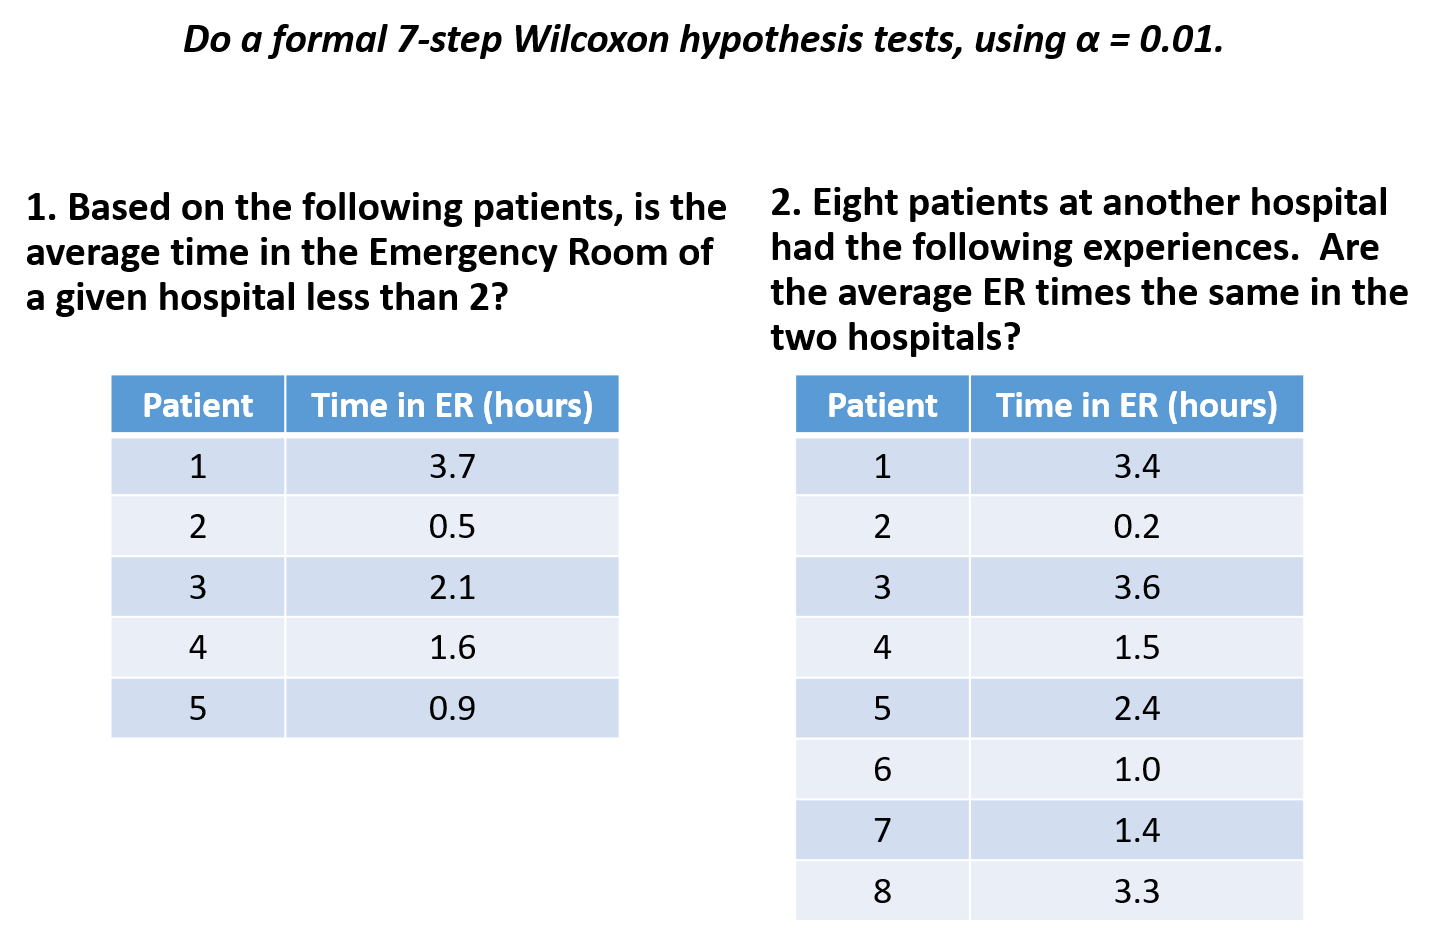 Do a formal 7-step Wilcoxon hypothesis tests, using α = 0.01.
1. Based on the following patients, is the
average time in the Emergency Room of
a given hospital less than 2?
Patient Time in ER (hours)
1 3.7
2 0.5
3 2.1
4 1.6
5 0.9
2. Eight patients at another hospital
had the following experiences. Are
the average ER times the same in the
two hospitals?
Patient Time in ER (hours)
1 3.4
2 0.2
3 3.6
4 1.5
5 2.4
6 1.0
7 1.4
8 3.3